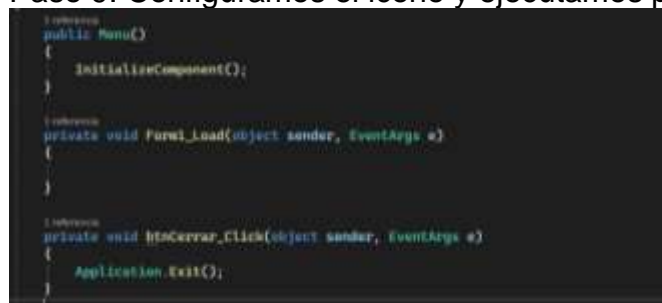 Paso 6: Configuramos el icono y ejecutamos p
1 referencia
public Menu()
{
InitializeComponent();
}
1 referencia
private void Form1_Load(object sender, EventArgs e)
{
}
1 referencia
private void btnCerrar_Click(object sender, EventArgs e)
{
Application.Exit();
}